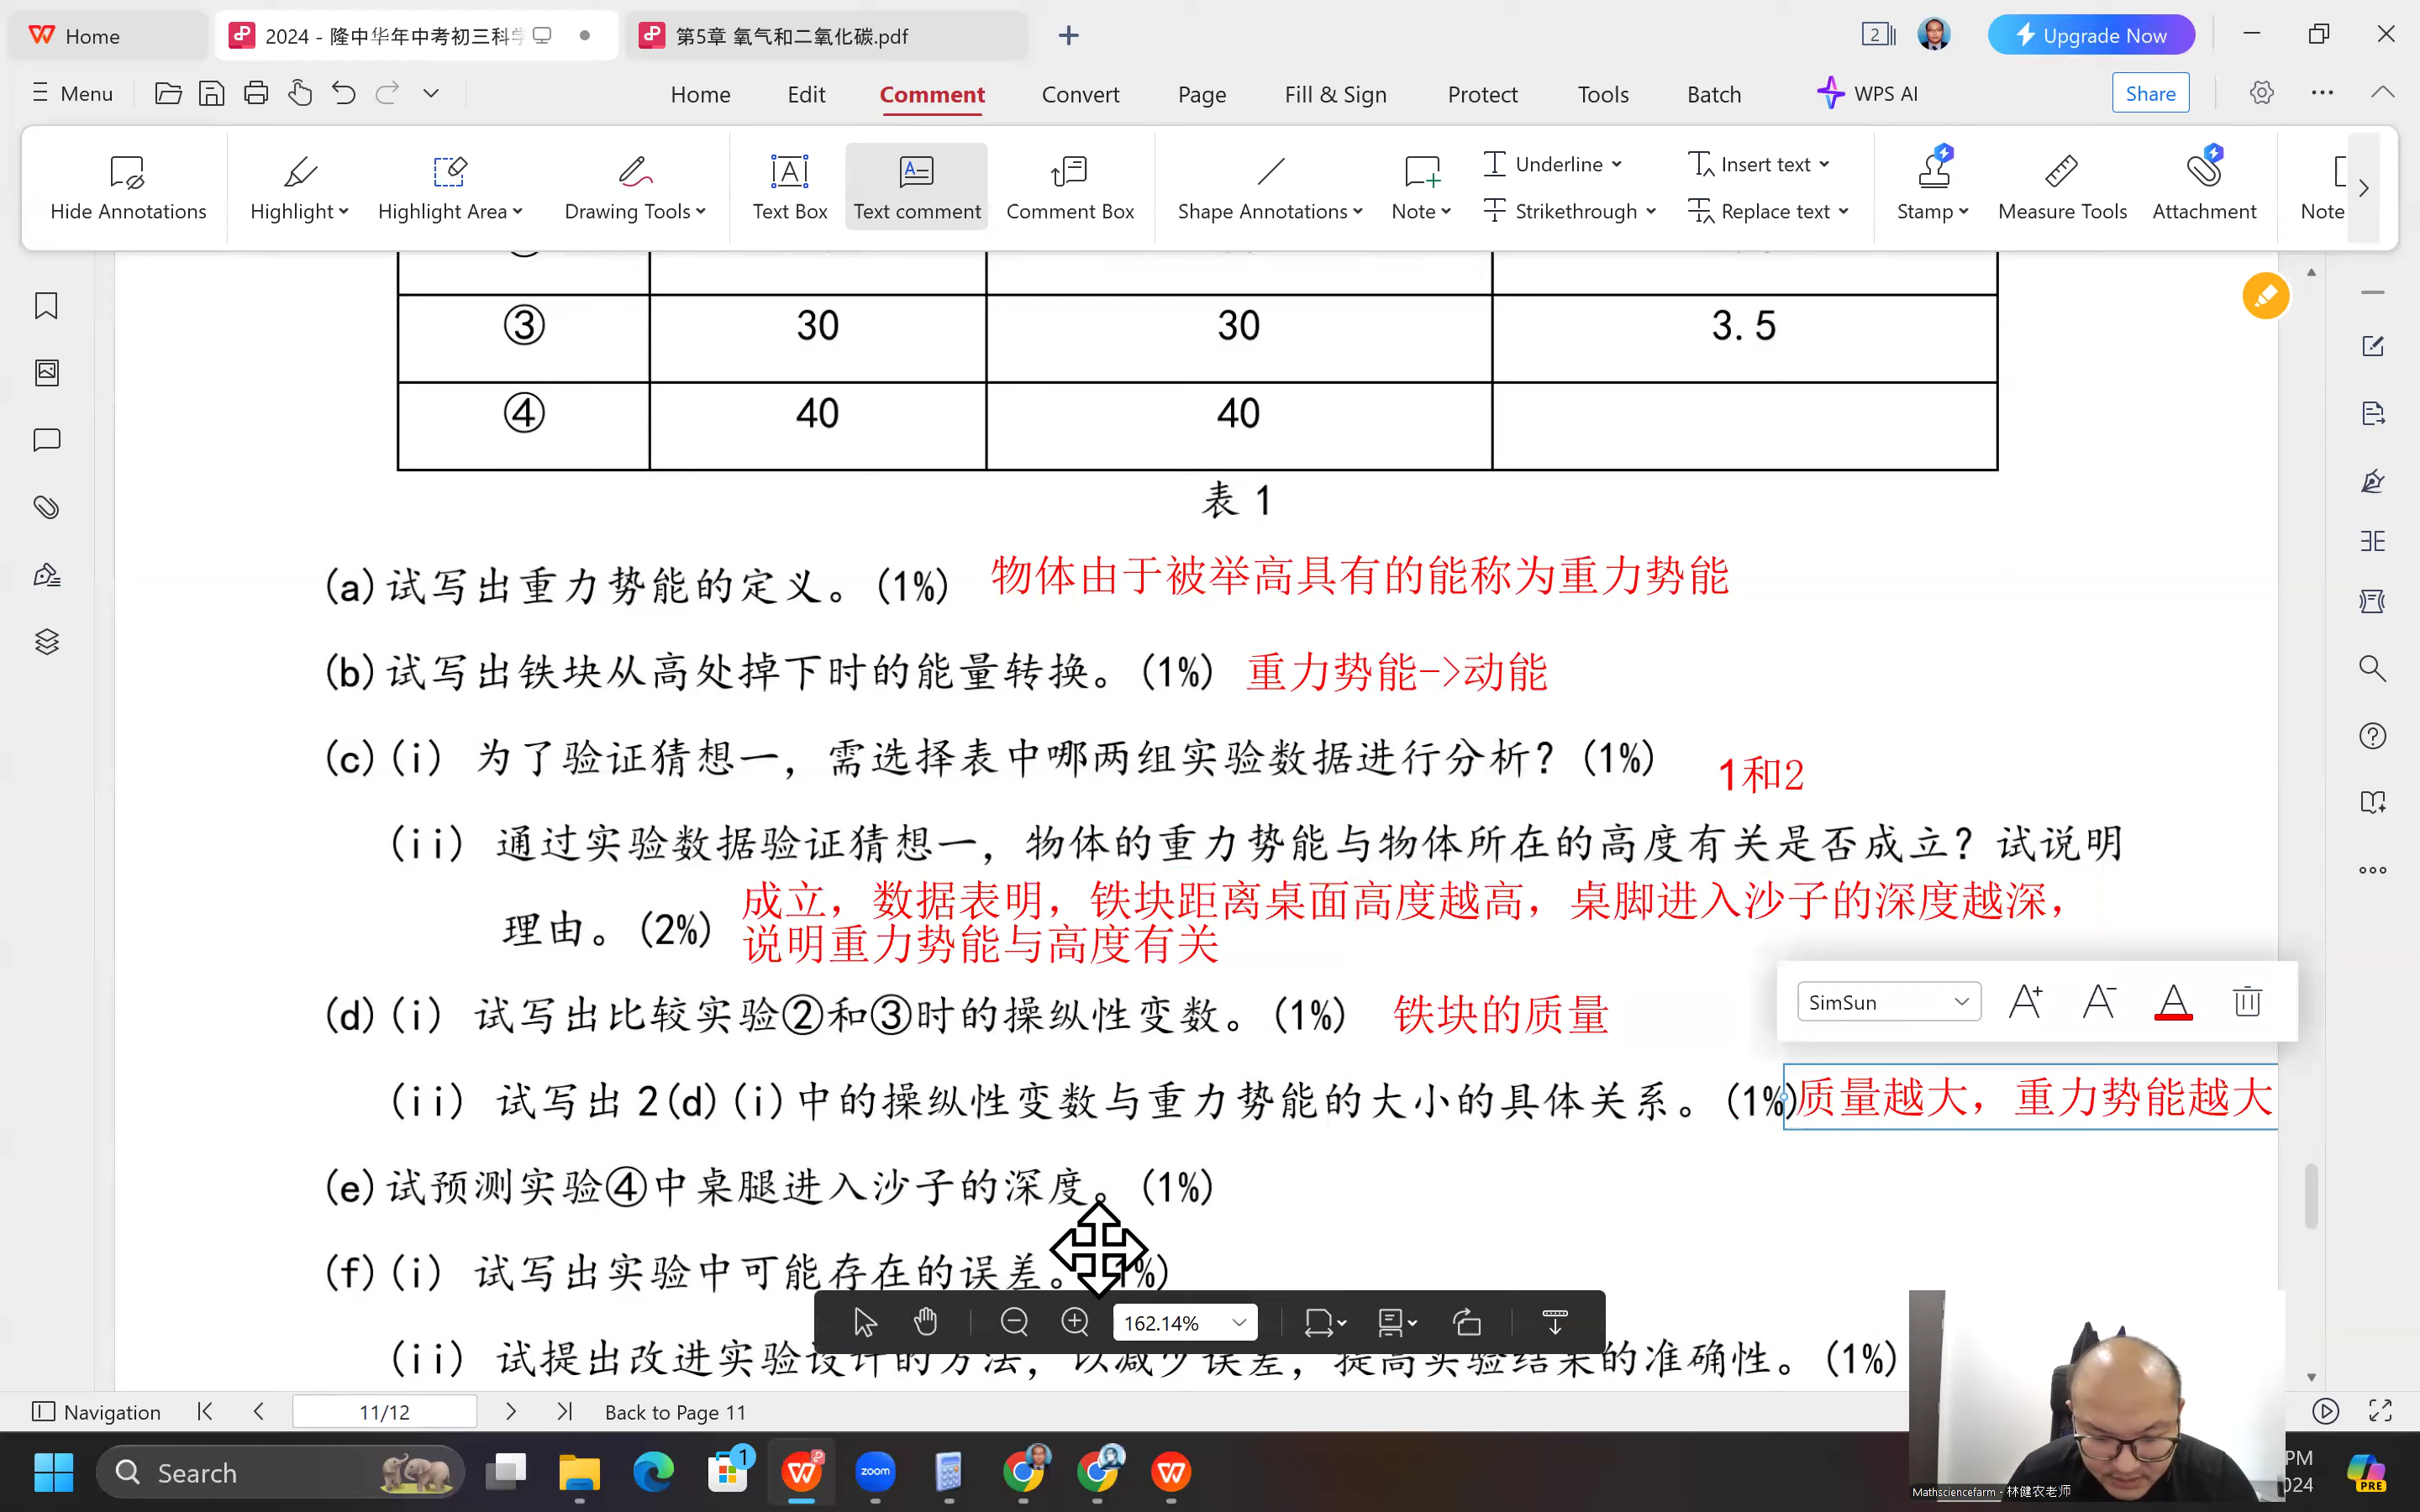 Home
2024 - 隆中华年中考初三科学
第5章 氧气和二氧化碳.pdf
2
Upgrade Now
Menu
Home Edit Comment Convert Page Fill & Sign Protect Tools Batch WPS AI
Share
Hide Annotations
Highlight
Highlight Area
Drawing Tools
Text Box
Text comment
Comment Box
Shape Annotations
Note
Underline
Strikethrough
Insert text
Replace text
Stamp
Measure Tools
Attachment
Note
③ 30 30 3.5
④ 40 40
表 1
(a)试写出重力势能的定义。(1%) 物体由于被举高具有的能称为重力势能
(b)试写出铁块从高处掉下时的能量转换。(1%) 重力势能->动能
(c)(i) 为了验证猜想一，需选择表中哪两组实验数据进行分析？(1%) 1和2
(ii) 通过实验数据验证猜想一，物体的重力势能与物体所在的高度有关是否成立？试说明
理由。(2%) 成立，数据表明，铁块距离桌面高度越高，桌脚进入沙子的深度越深，
说明重力势能与高度有关
SimSun
(d)(i) 试写出比较实验②和③时的操纵性变数。(1%) 铁块的质量
(ii) 试写出 2(d)(i)中的操纵性变数与重力势能的大小的具体关系。(1%)质量越大，重力势能越大
(e)试预测实验④中桌腿进入沙子的深度。(1%)
(f)(i) 试写出实验中可能存在的误差。(1%)
162.14%
(ii) 试提出改进实验设计的方法，以减少误差，提高实验结果的准确性。(1%)
Navigation
11/12
Back to Page 11
Search
1
zoom
PM
024
PRE
Mathsciencefarm - 林健农老师